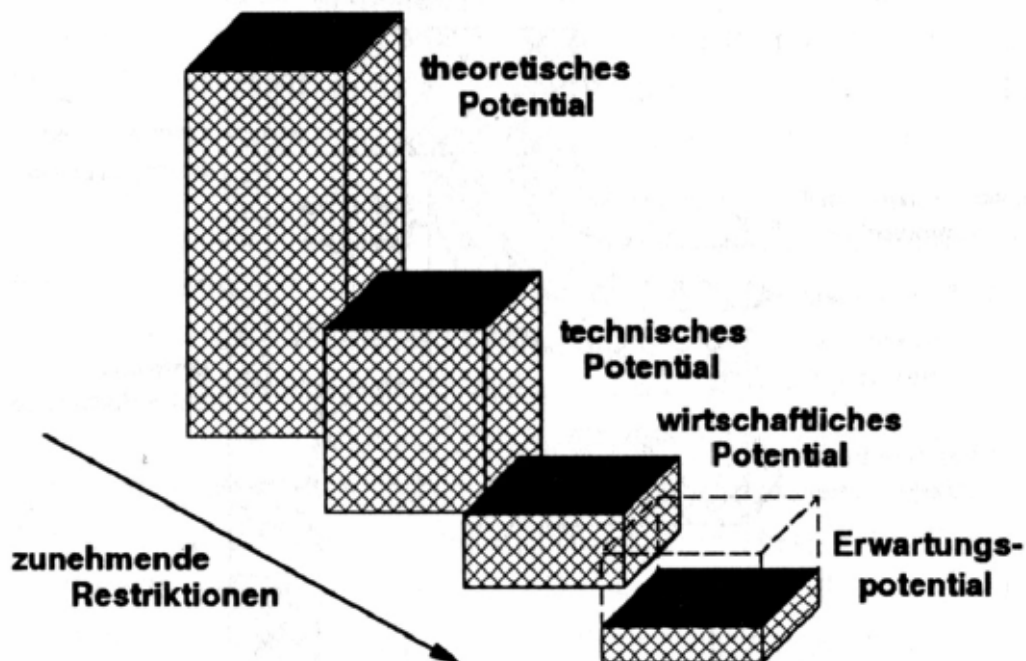 theoretisches
Potential
technisches
Potential
wirtschaftliches
Potential
Erwartungs-
potential
zunehmende
Restriktionen